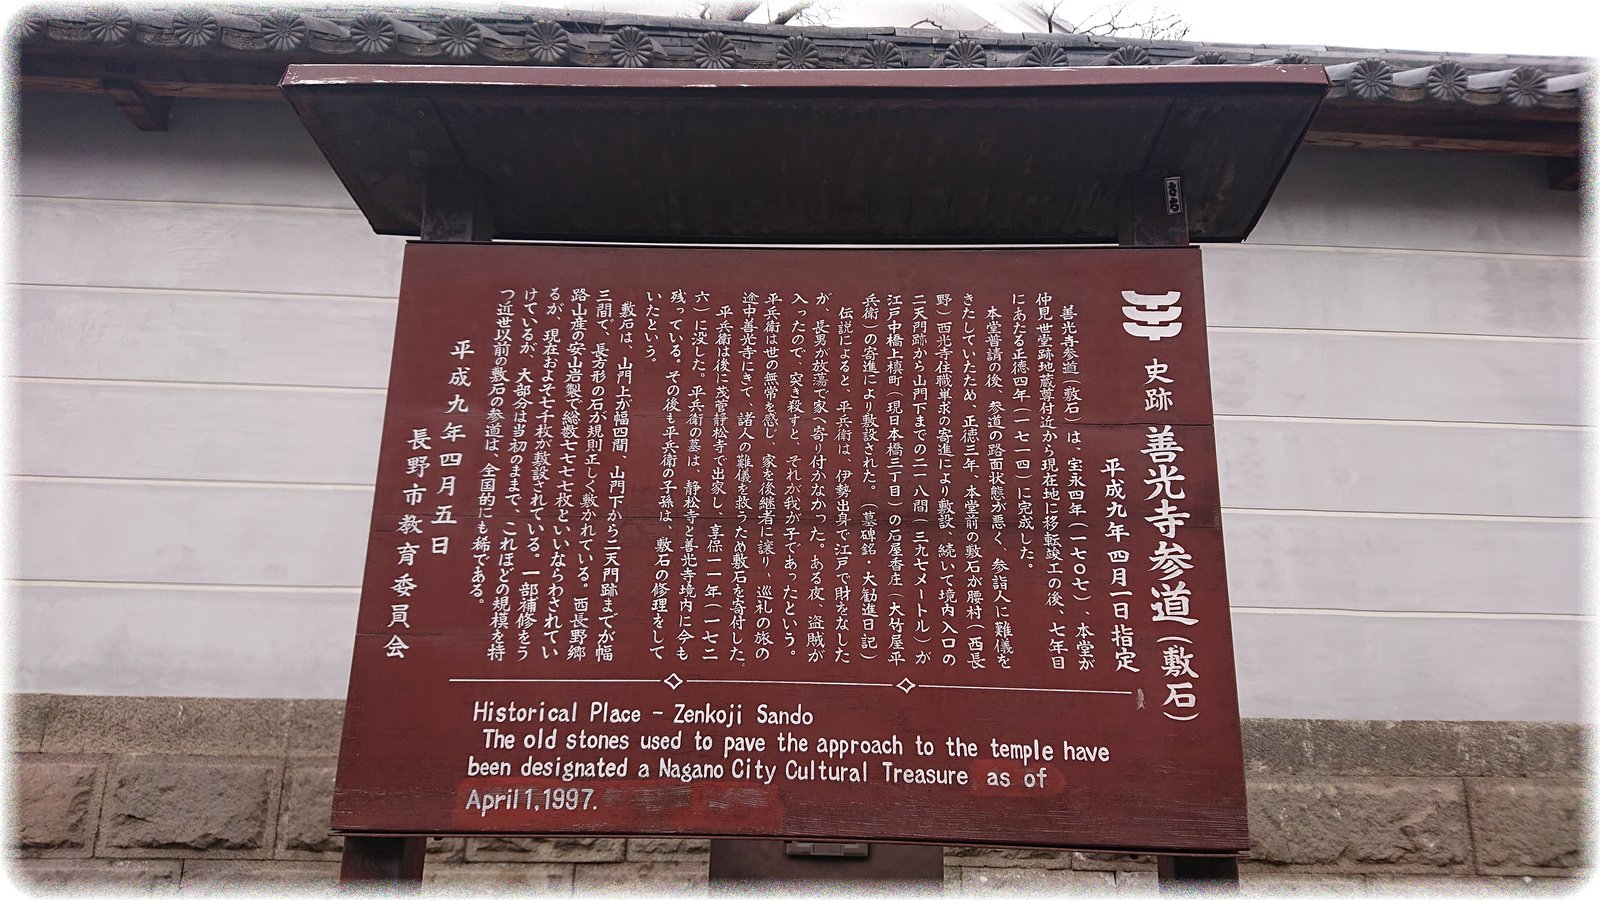 史跡 善光寺参道(敷石)
平成九年四月一日指定
善光寺参道(敷石)は、宝永四年(一七〇七)、本堂が
仲見世堂跡地蔵尊付近から現在地に移転竣工の後、七年目
にあたる正徳四年(一七一四)に完成した。
本堂普請の後、参道の路面状態が悪く、参詣人に難儀を
きたしていたため、正徳三年、本堂前の敷石が腰村(西長
野)西光寺住職単求の寄進により敷設、続いて境内入口の
二天門跡から山門下までの二一八間(三九七メートル)が
江戸中橋上槙町(現日本橋三丁目)の石屋香庄(大竹屋平
兵衛)の寄進により敷設された。(墓碑銘・大勧進日記)
伝説によると、平兵衛は、伊勢出身で江戸で財をなした
が、長男が放蕩で家へ寄り付かなかった。ある夜、盗賊が
入ったので、突き殺すと、それが我が子であったという。
平兵衛は世の無常を感じ、家を後継者に譲り、巡礼の旅の
途中善光寺にきて、諸人の難儀を救うため敷石を寄付した。
平兵衛は後に茂菅静松寺で出家し、享保一一年(一七二
六)に没した。平兵衛の墓は、静松寺と善光寺境内に今も
残っている。その後も平兵衛の子孫は、敷石の修理をして
いたという。
敷石は、山門上が幅四間、山門下から二天門跡までが幅
三間で、長方形の石が規則正しく敷かれている。西長野郷
路山産の安山岩製で総数七七七七枚といいならわされてい
るが、現在およそ七千枚が敷設されている。一部補修をう
けているが、大部分は当初のままで、これほどの規模を持
つ近世以前の敷石の参道は、全国的にも稀である。
平成九年四月五日
長野市教育委員会
Historical Place - Zenkoji Sando
The old stones used to pave the approach to the temple have
been designated a Nagano City Cultural Treasure as of
April 1, 1997.